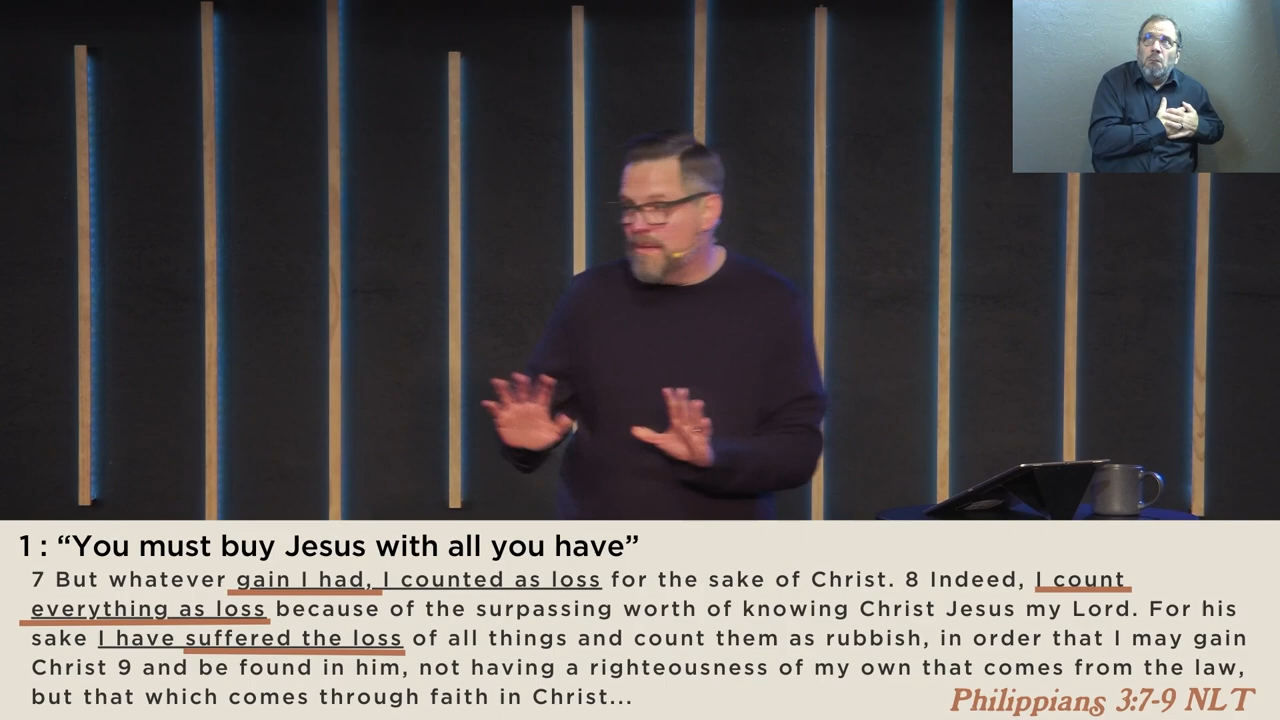 1 : “You must buy Jesus with all you have”
7 But whatever gain I had, I counted as loss for the sake of Christ. 8 Indeed, I count
everything as loss because of the surpassing worth of knowing Christ Jesus my Lord. For his
sake I have suffered the loss of all things and count them as rubbish, in order that I may gain
Christ 9 and be found in him, not having a righteousness of my own that comes from the law,
but that which comes through faith in Christ...
Philippians 3:7-9 NLT